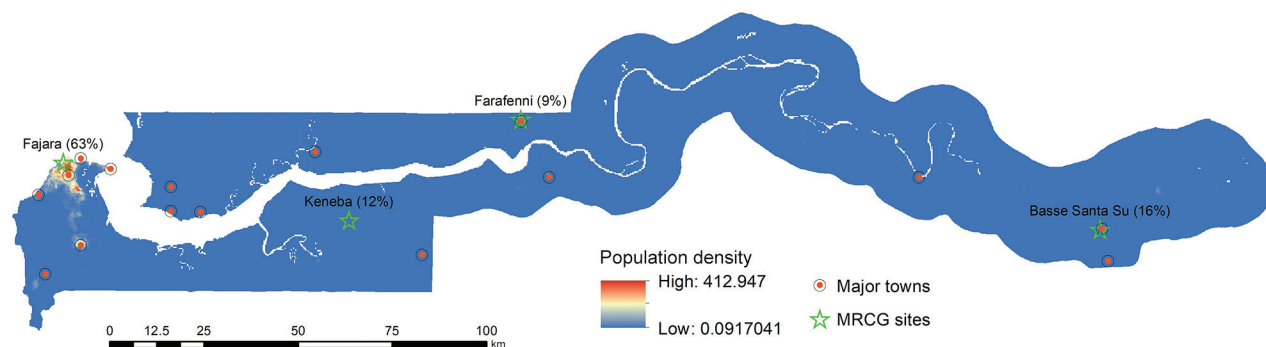 Farafenni (9%)
Fajara (63%)
Keneba (12%)
Basse Santa Su (16%)
Population density
High: 412.947
Low: 0.0917041
Major towns
MRCG sites
0 12.5 25 50 75 100
km